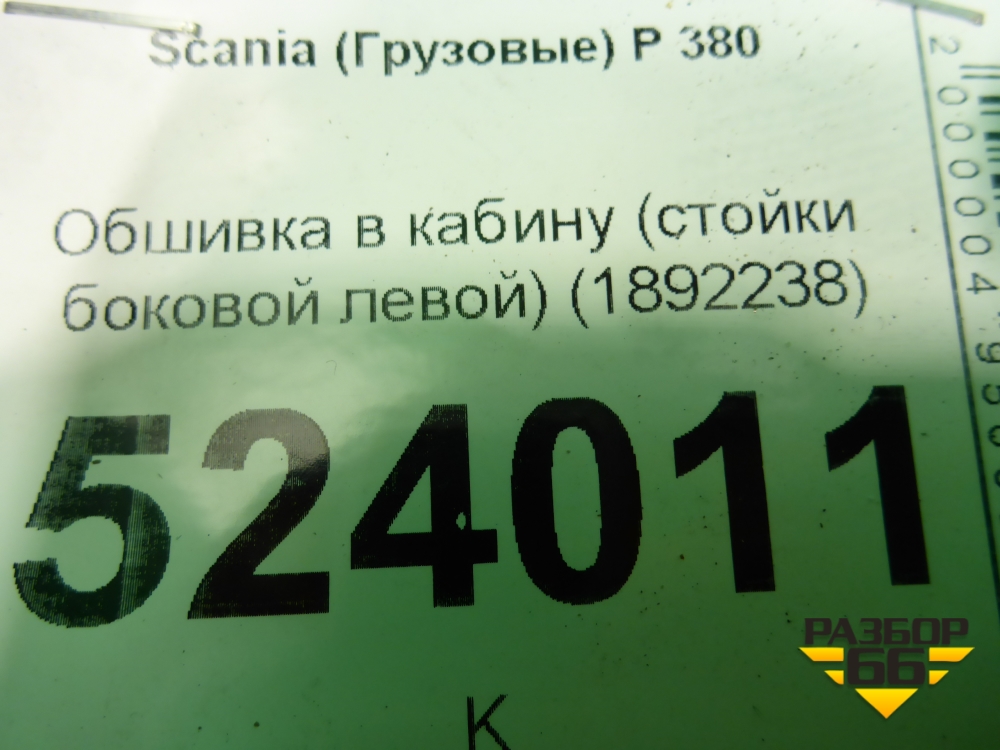 Scania (Грузовые) P 380
Обшивка в кабину (стойки
боковой левой) (1892238)
524011
К
РАЗБОР
66